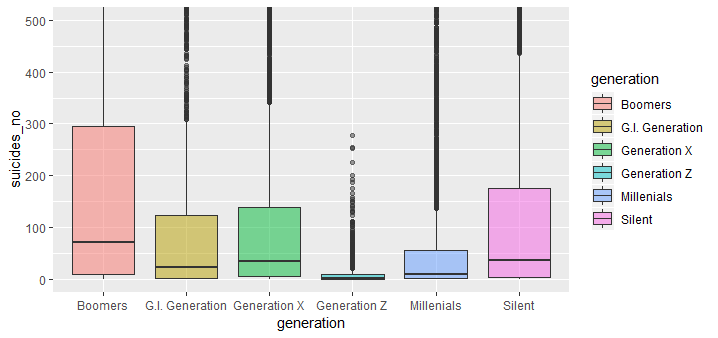 500
400
300
200
100
0
suicides_no
Boomers G.I. Generation Generation X Generation Z Millenials Silent
generation
generation
Boomers
G.I. Generation
Generation X
Generation Z
Millenials
Silent